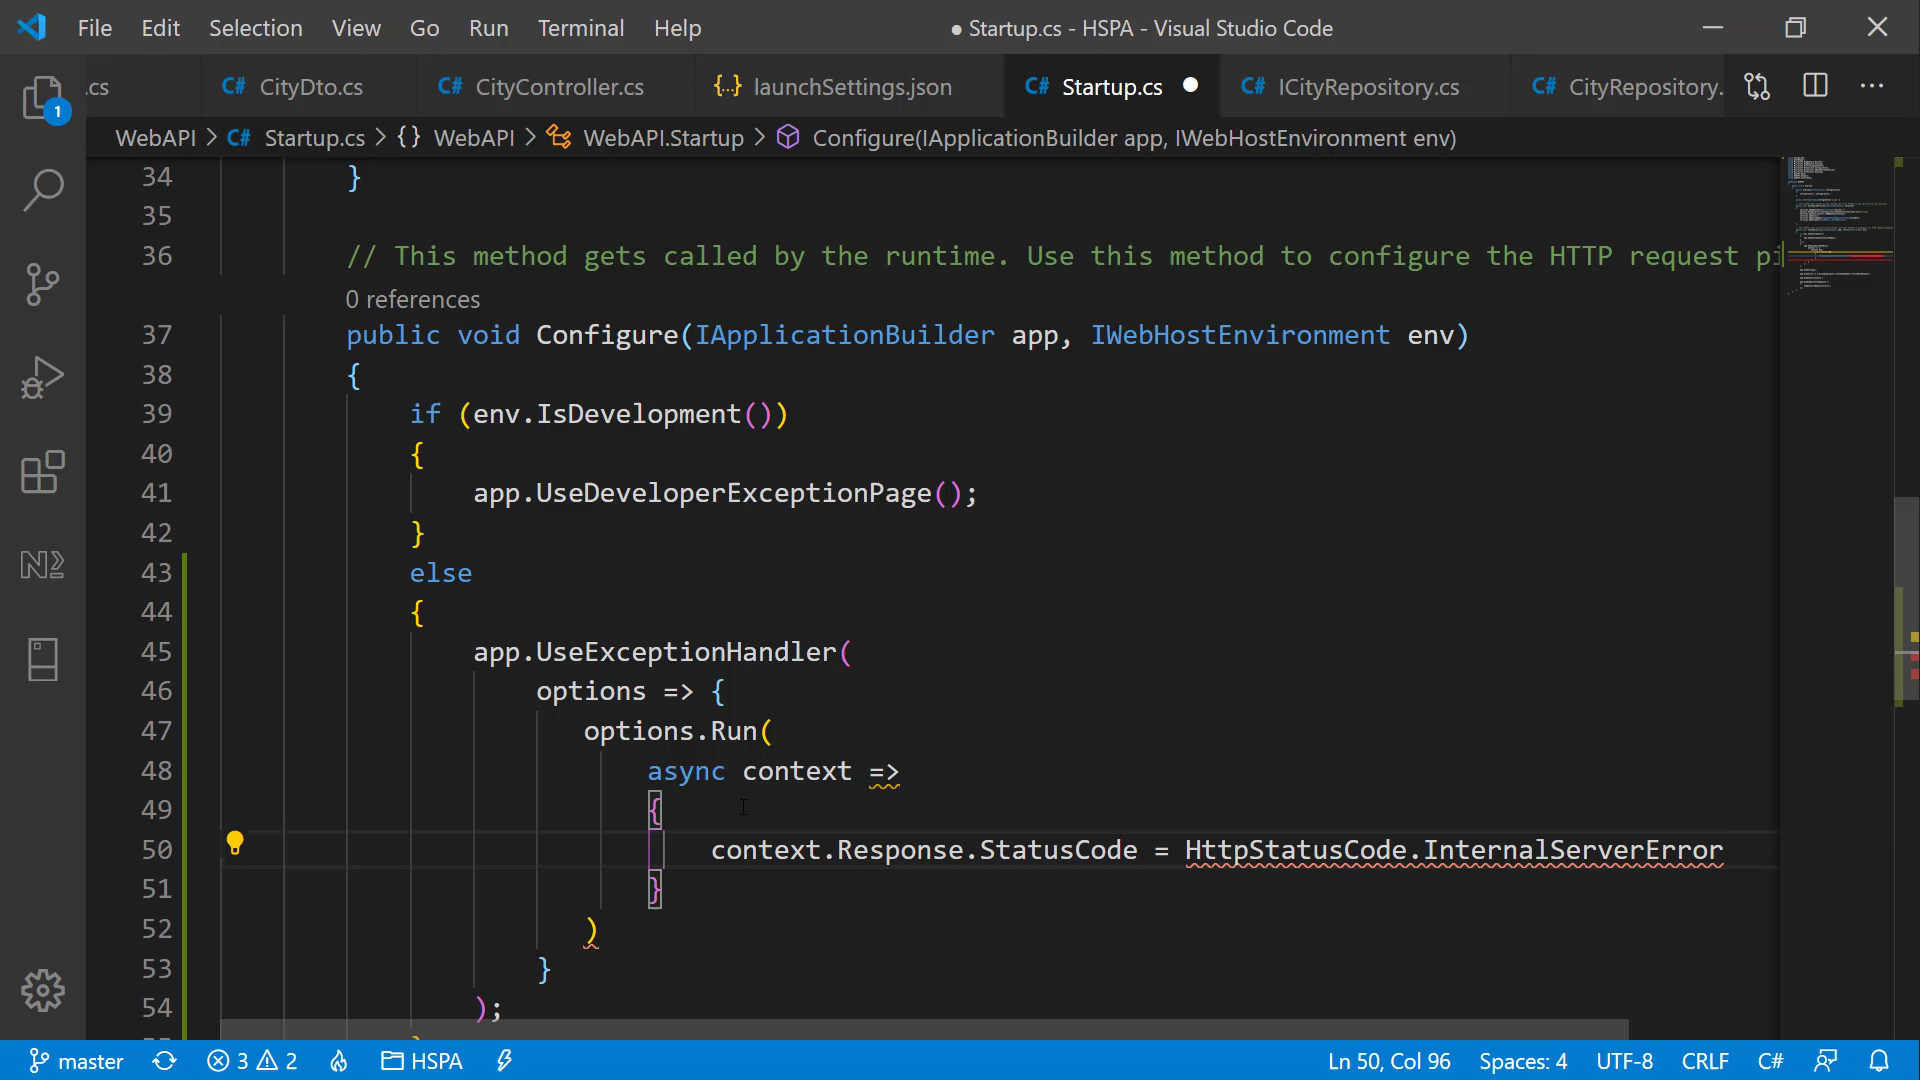 File Edit Selection View Go Run Terminal Help ● Startup.cs - HSPA - Visual Studio Code
.cs C# CityDto.cs C# CityController.cs {..} launchSettings.json C# Startup.cs ● C# ICityRepository.cs C# CityRepository.
WebAPI > C# Startup.cs > {} WebAPI > WebAPI.Startup > Configure(IApplicationBuilder app, IWebHostEnvironment env)
34 }
35
36 // This method gets called by the runtime. Use this method to configure the HTTP request pi
0 references
37 public void Configure(IApplicationBuilder app, IWebHostEnvironment env)
38 {
39 if (env.IsDevelopment())
40 {
41 app.UseDeveloperExceptionPage();
42 }
43 else
44 {
45 app.UseExceptionHandler(
46 options => {
47 options.Run(
48 async context =>
49 {
50 context.Response.StatusCode = HttpStatusCode.InternalServerError
51 }
52 )
53 }
54 );
1
master 3 2 HSPA Ln 50, Col 96 Spaces: 4 UTF-8 CRLF C#